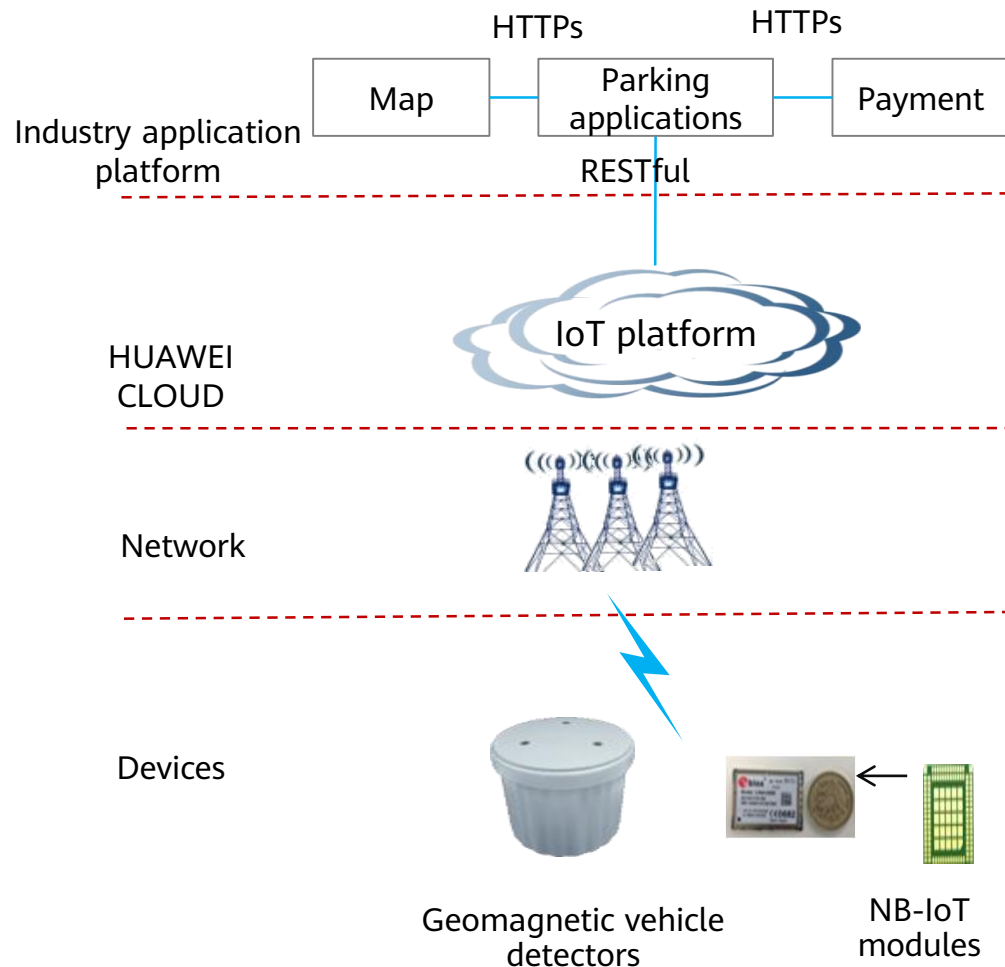 HTTPs
HTTPs
Map
Parking
applications
Payment
Industry application
platform
RESTful
IoT platform
HUAWEI
CLOUD
Network
Devices
Geomagnetic vehicle
detectors
NB-IoT
modules